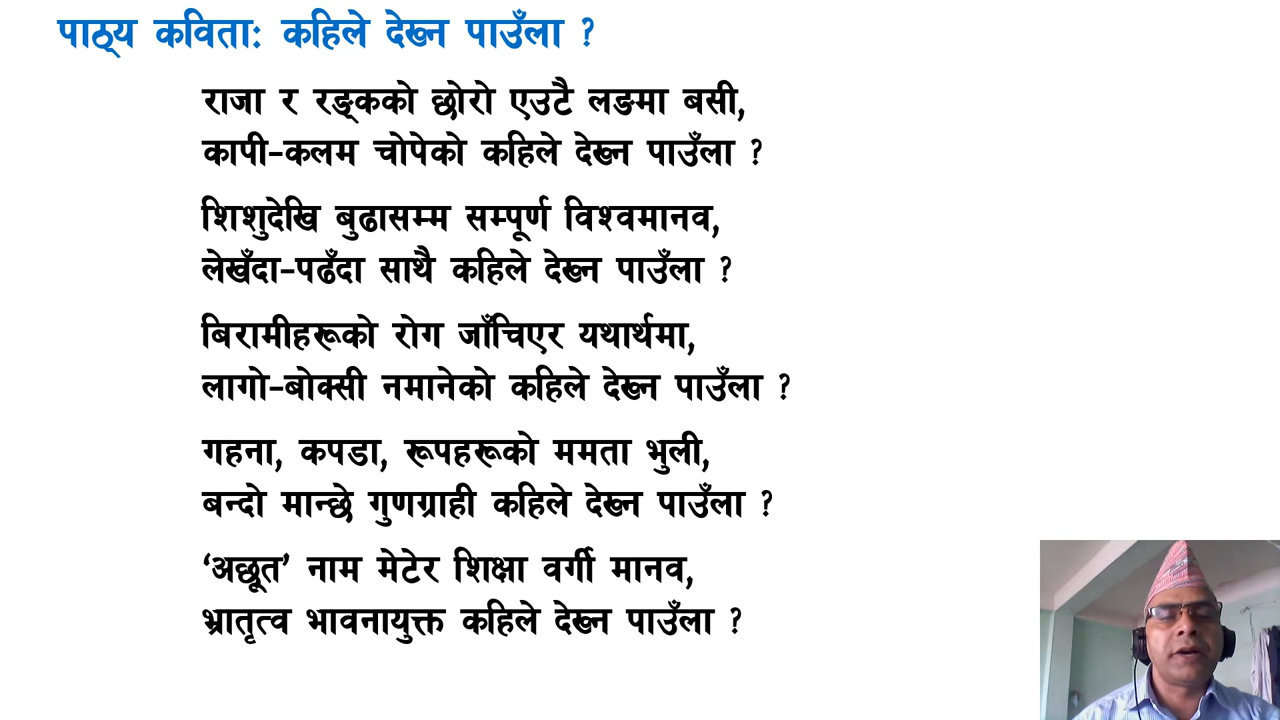 पाठ्य कविताः कहिले देख्न पाउँला ?
राजा र रङ्कको छोरो एउटै लङमा बसी,
कापी-कलम चोपेको कहिले देख्न पाउँला ?
शिशुदेखि बुढासम्म सम्पूर्ण विश्वमानव,
लेखँदा-पढँदा साथै कहिले देख्न पाउँला ?
बिरामीहरूको रोग जाँचिएर यथार्थमा,
लागो-बोक्सी नमानेको कहिले देख्न पाउँला ?
गहना, कपडा, रूपहरूको ममता भुली,
बन्दो मान्छे गुणग्राही कहिले देख्न पाउँला ?
‘अछूत’ नाम मेटेर शिक्षा वर्गी मानव,
भ्रातृत्व भावनायुक्त कहिले देख्न पाउँला ?